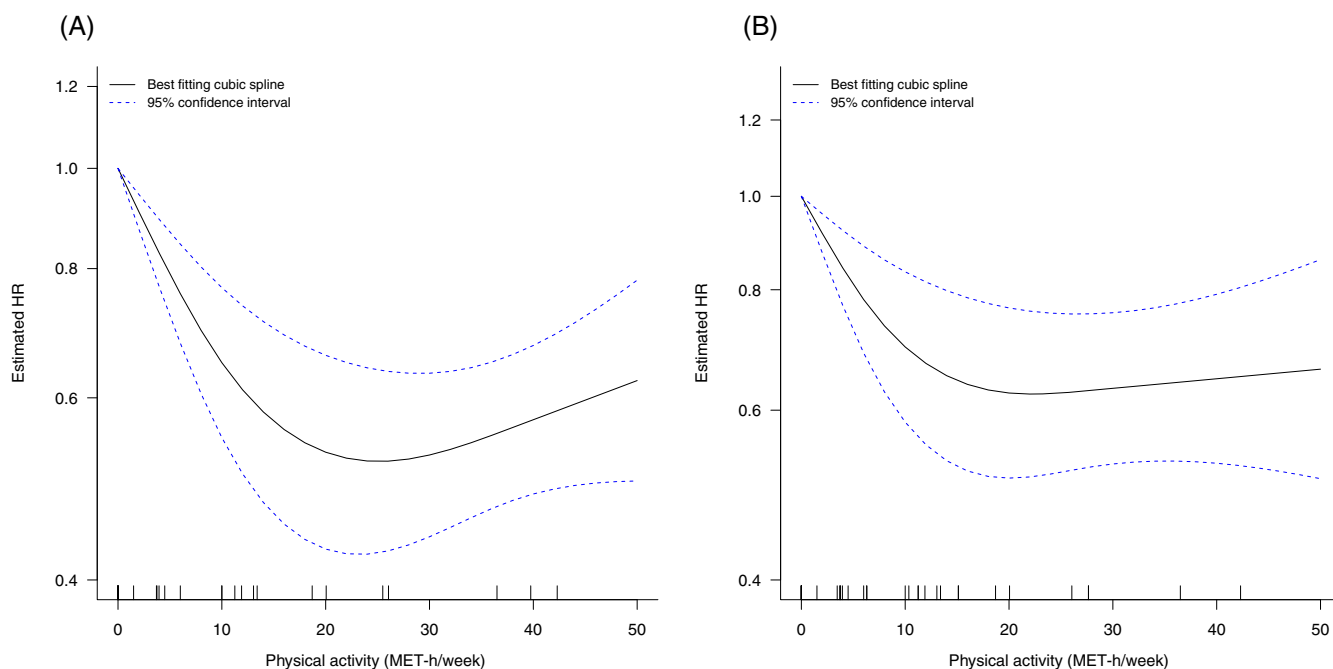 (A)
Best fitting cubic spline
95% confidence interval
1.2
1.0
0.8
0.6
0.4
Estimated HR
0 10 20 30 40 50
Physical activity (MET-h/week)
(B)
Best fitting cubic spline
95% confidence interval
1.2
1.0
0.8
0.6
0.4
Estimated HR
0 10 20 30 40 50
Physical activity (MET-h/week)